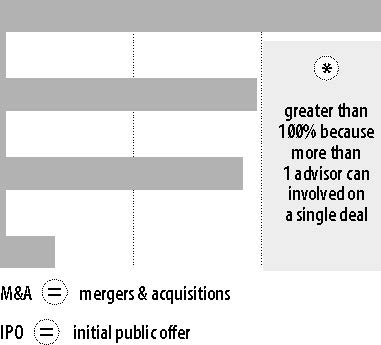 *
greater than
100% because
more than
1 advisor can
involved on
a single deal
M&A = mergers & acquisitions
IPO = initial public offer